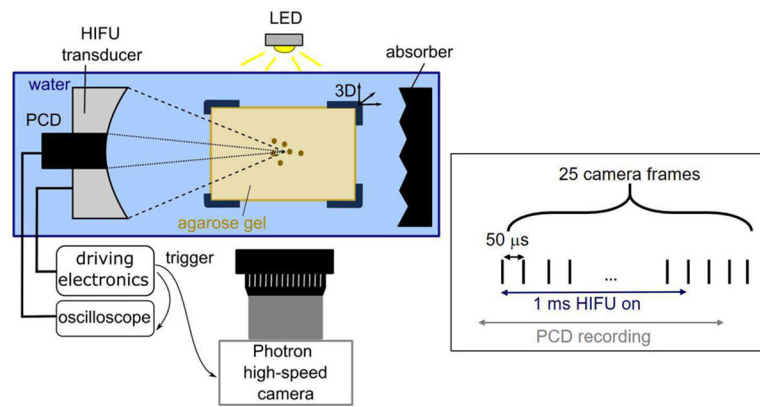 HIFU
transducer
LED
absorber
water
PCD
3D
agarose gel
driving
electronics
trigger
oscilloscope
Photron
high-speed
camera
25 camera frames
50 μs
...
1 ms HIFU on
PCD recording